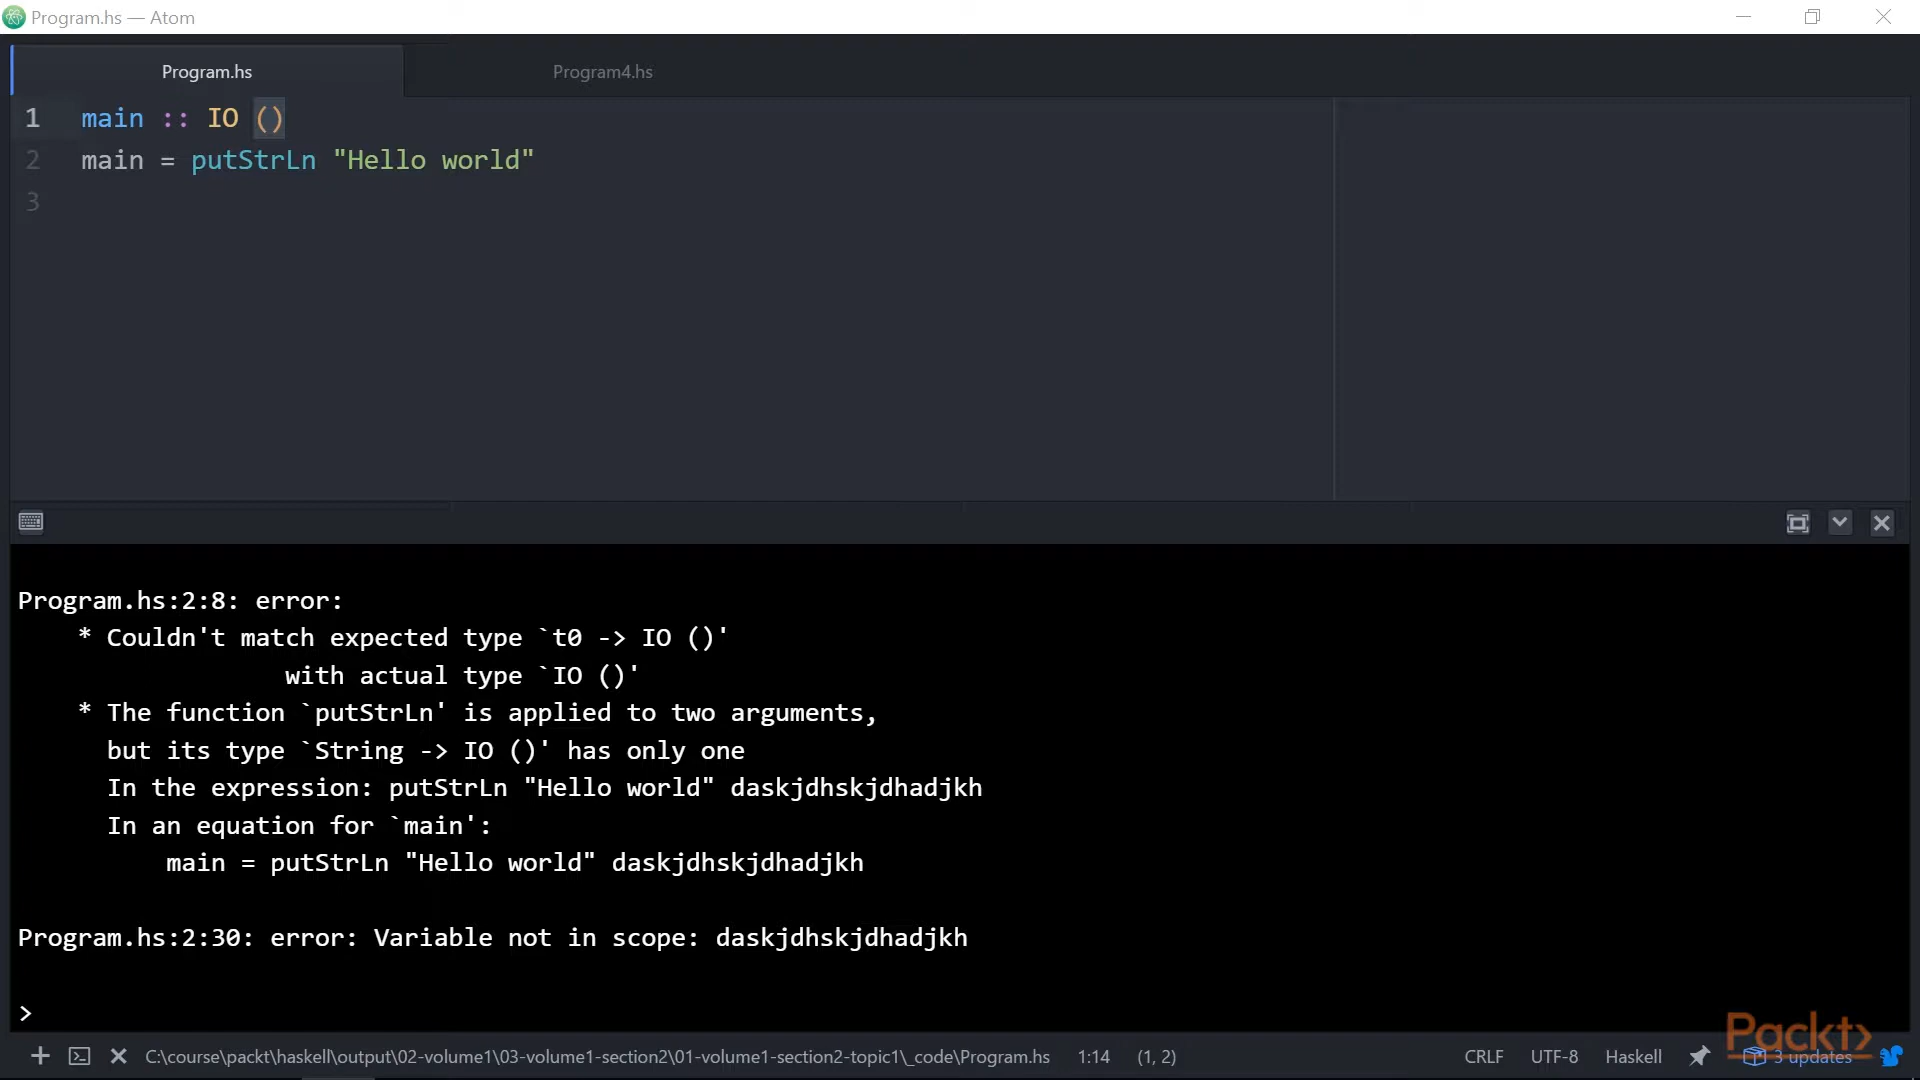 Program.hs — Atom
Program.hs
Program4.hs
1 main :: IO ()
2 main = putStrLn "Hello world"
3
Program.hs:2:8: error:
* Couldn't match expected type `t0 -> IO ()'
with actual type `IO ()'
* The function `putStrLn' is applied to two arguments,
but its type `String -> IO ()' has only one
In the expression: putStrLn "Hello world" daskjdhskjdhadjkh
In an equation for `main':
main = putStrLn "Hello world" daskjdhskjdhadjkh
Program.hs:2:30: error: Variable not in scope: daskjdhskjdhadjkh
>
Packt>
C:\course\packt\haskell\output\02-volume1\03-volume1-section2\01-volume1-section2-topic1\_code\Program.hs 1:14 (1, 2) CRLF UTF-8 Haskell 3 updates